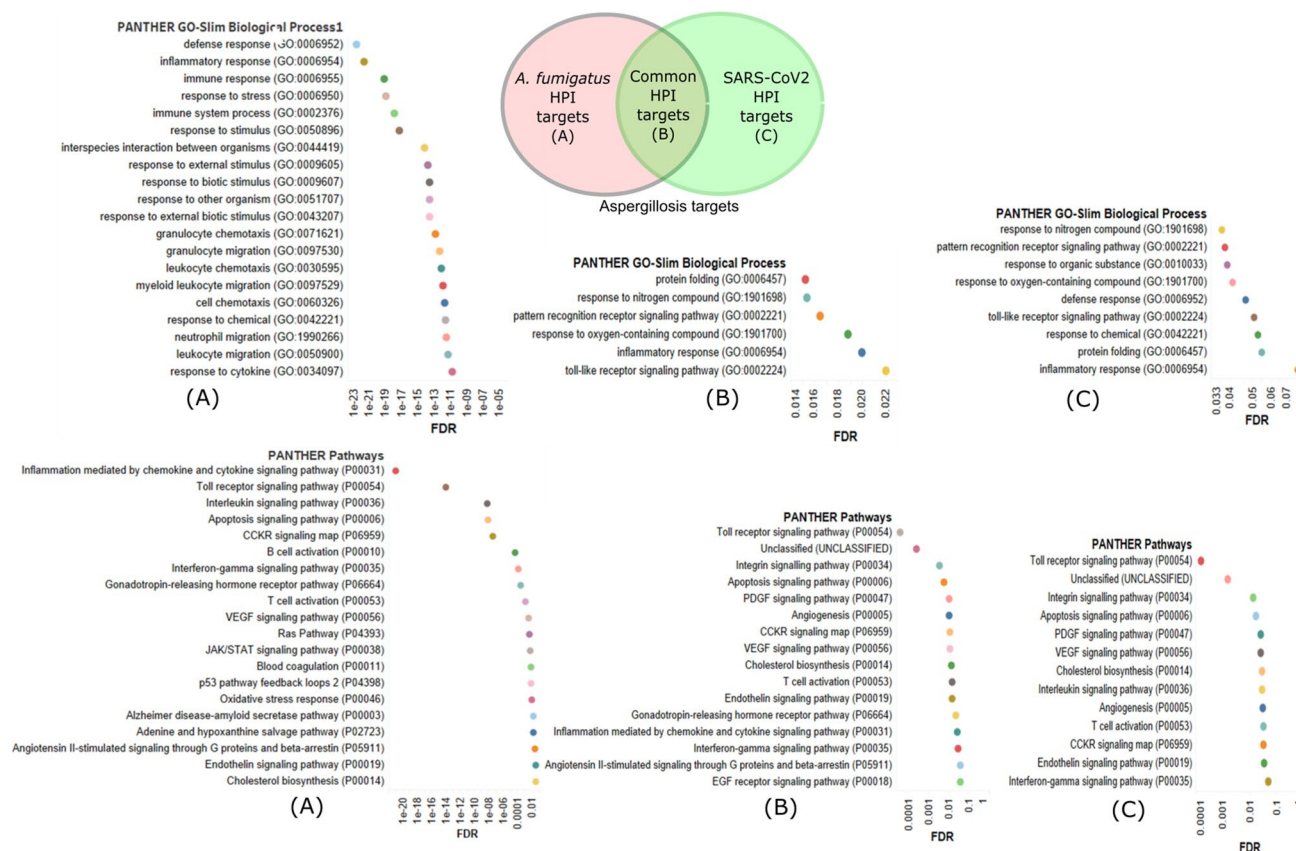 PANTHER GO-Slim Biological Process1
defense response (GO:0006952)
inflammatory response (GO:0006954)
immune response (GO:0006955)
response to stress (GO:0006950)
immune system process (GO:0002376)
response to stimulus (GO:0050896)
interspecies interaction between organisms (GO:0044419)
response to external stimulus (GO:0009605)
response to biotic stimulus (GO:0009607)
response to other organism (GO:0051707)
response to external biotic stimulus (GO:0043207)
granulocyte chemotaxis (GO:0071621)
granulocyte migration (GO:0097530)
leukocyte chemotaxis (GO:0030595)
myeloid leukocyte migration (GO:0097529)
cell chemotaxis (GO:0060326)
response to chemical (GO:0042221)
neutrophil migration (GO:1990266)
leukocyte migration (GO:0050900)
response to cytokine (GO:0034097)
(A)
1e-23
1e-21
1e-19
1e-17
1e-15
1e-13
1e-11
1e-09
1e-07
1e-05
FDR
A. fumigatus
HPI
targets
(A)
Common
HPI
targets
(B)
SARS-CoV2
HPI
targets
(C)
Aspergillosis targets
PANTHER GO-Slim Biological Process
protein folding (GO:0006457)
response to nitrogen compound (GO:1901698)
pattern recognition receptor signaling pathway (GO:0002221)
response to oxygen-containing compound (GO:1901700)
inflammatory response (GO:0006954)
toll-like receptor signaling pathway (GO:0002224)
(B)
0.014
0.016
0.018
0.020
0.022
FDR
PANTHER GO-Slim Biological Process
response to nitrogen compound (GO:1901698)
pattern recognition receptor signaling pathway (GO:0002221)
response to organic substance (GO:0010033)
response to oxygen-containing compound (GO:1901700)
defense response (GO:0006952)
toll-like receptor signaling pathway (GO:0002224)
response to chemical (GO:0042221)
protein folding (GO:0006457)
inflammatory response (GO:0006954)
(C)
0.033
0.04
0.05
0.06
0.07
FDR
PANTHER Pathways
Inflammation mediated by chemokine and cytokine signaling pathway (P00031)
Toll receptor signaling pathway (P00054)
Interleukin signaling pathway (P00036)
Apoptosis signaling pathway (P00006)
CCKR signaling map (P06959)
B cell activation (P00010)
Interferon-gamma signaling pathway (P00035)
Gonadotropin-releasing hormone receptor pathway (P06664)
T cell activation (P00053)
VEGF signaling pathway (P00056)
Ras Pathway (P04393)
JAK/STAT signaling pathway (P00038)
Blood coagulation (P00011)
p53 pathway feedback loops 2 (P04398)
Oxidative stress response (P00046)
Alzheimer disease-amyloid secretase pathway (P00003)
Adenine and hypoxanthine salvage pathway (P02723)
Angiotensin II-stimulated signaling through G proteins and beta-arrestin (P05911)
Endothelin signaling pathway (P00019)
Cholesterol biosynthesis (P00014)
(A)
1e-20
1e-18
1e-16
1e-14
1e-12
1e-10
1e-08
1e-06
0.0001
0.01
FDR
PANTHER Pathways
Toll receptor signaling pathway (P00054)
Unclassified (UNCLASSIFIED)
Integrin signalling pathway (P00034)
Apoptosis signaling pathway (P00006)
PDGF signaling pathway (P00047)
Angiogenesis (P00005)
CCKR signaling map (P06959)
VEGF signaling pathway (P00056)
Cholesterol biosynthesis (P00014)
T cell activation (P00053)
Endothelin signaling pathway (P00019)
Gonadotropin-releasing hormone receptor pathway (P06664)
Inflammation mediated by chemokine and cytokine signaling pathway (P00031)
Interferon-gamma signaling pathway (P00035)
Angiotensin II-stimulated signaling through G proteins and beta-arrestin (P05911)
EGF receptor signaling pathway (P00018)
(B)
0.0001
0.001
0.01
0.1
1
FDR
PANTHER Pathways
Toll receptor signaling pathway (P00054)
Unclassified (UNCLASSIFIED)
Integrin signalling pathway (P00034)
Apoptosis signaling pathway (P00006)
PDGF signaling pathway (P00047)
VEGF signaling pathway (P00056)
Cholesterol biosynthesis (P00014)
Interleukin signaling pathway (P00036)
Angiogenesis (P00005)
T cell activation (P00053)
CCKR signaling map (P06959)
Endothelin signaling pathway (P00019)
Interferon-gamma signaling pathway (P00035)
(C)
0.0001
0.001
0.01
0.1
1
FDR